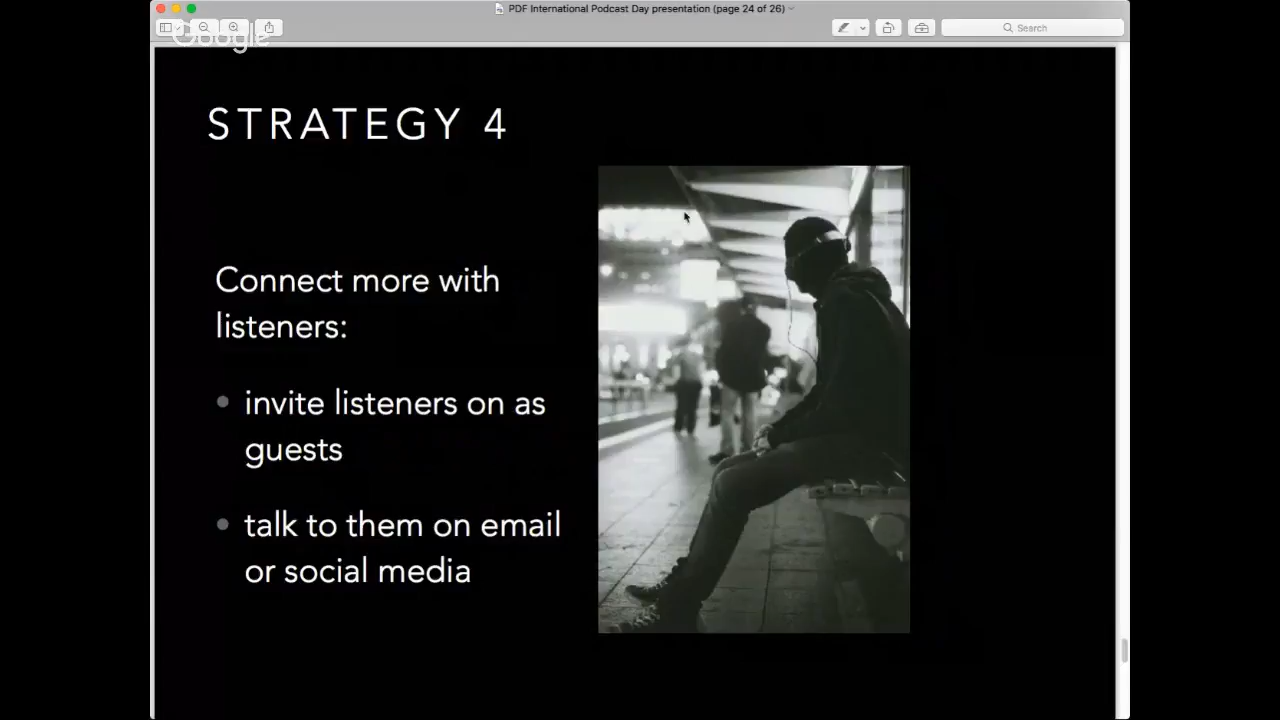 PDF International Podcast Day presentation (page 24 of 26)
Google
Search
STRATEGY 4
Connect more with
listeners:
• invite listeners on as
guests
• talk to them on email
or social media